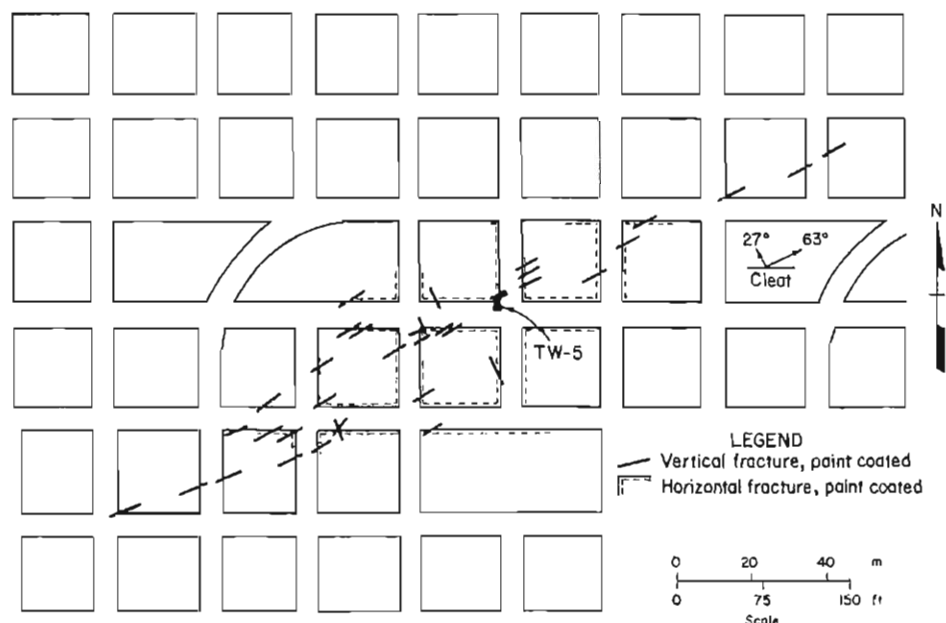 N
27° 63°
Cleat
TW-5
LEGEND
Vertical fracture, paint coated
Horizontal fracture, paint coated
0 20 40 m
0 75 150 ft
Scale